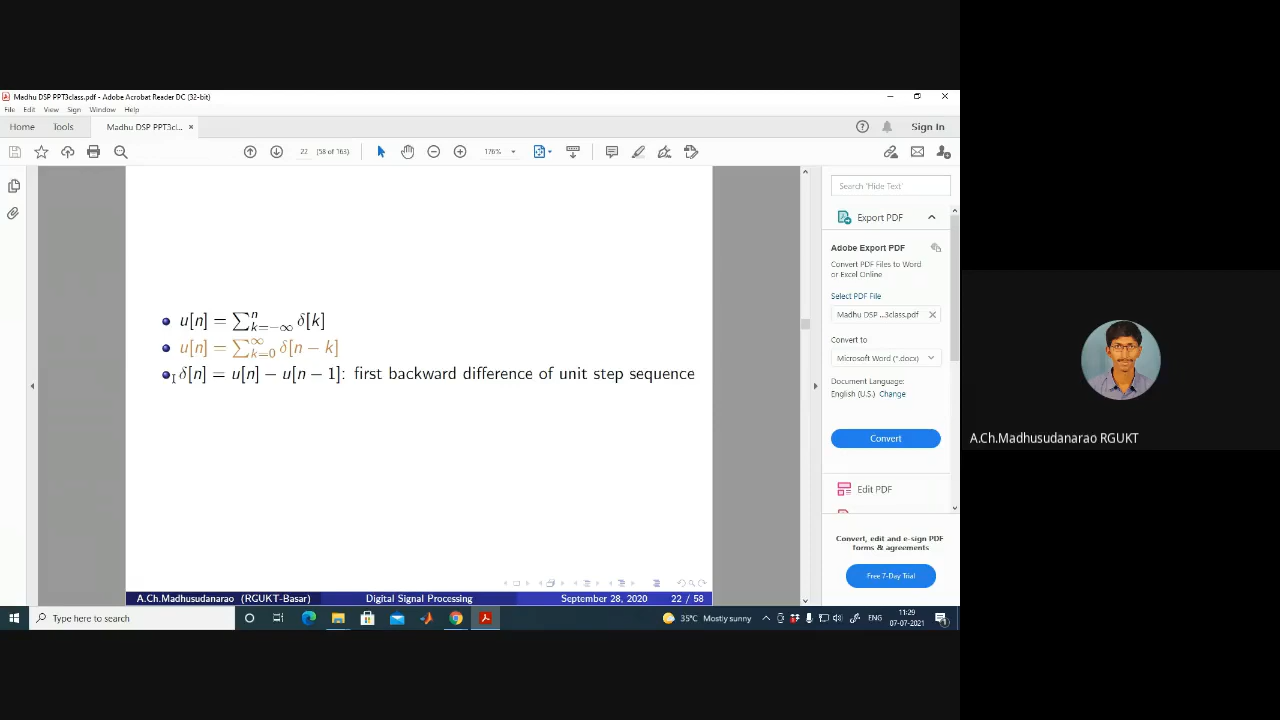 Madhu DSP PPT3class.pdf - Adobe Acrobat Reader DC (32-bit)
File Edit View Sign Window Help
Home Tools Madhu DSP PPT3cl... × Sign In
22 (58 of 163) 176%
Search 'Hide Text'
Export PDF
Adobe Export PDF
Convert PDF Files to Word
or Excel Online
Select PDF File
Madhu DSP ...3class.pdf ×
Convert to
Microsoft Word (*.docx)
Document Language:
English (U.S.) Change
Convert
Edit PDF
Convert, edit and e-sign PDF
forms & agreements
Free 7-Day Trial
u[n] = ∑ⁿₖ₌₋∞ δ[k]
u[n] = ∑^∞ₖ₌₀ δ[n − k]
δ[n] = u[n] − u[n − 1]: first backward difference of unit step sequence
A.Ch.Madhusudanarao (RGUKT-Basar) Digital Signal Processing September 28, 2020 22 / 58
Type here to search 35°C Mostly sunny ENG 11:29
07-07-2021
A.Ch.Madhusudanarao RGUKT